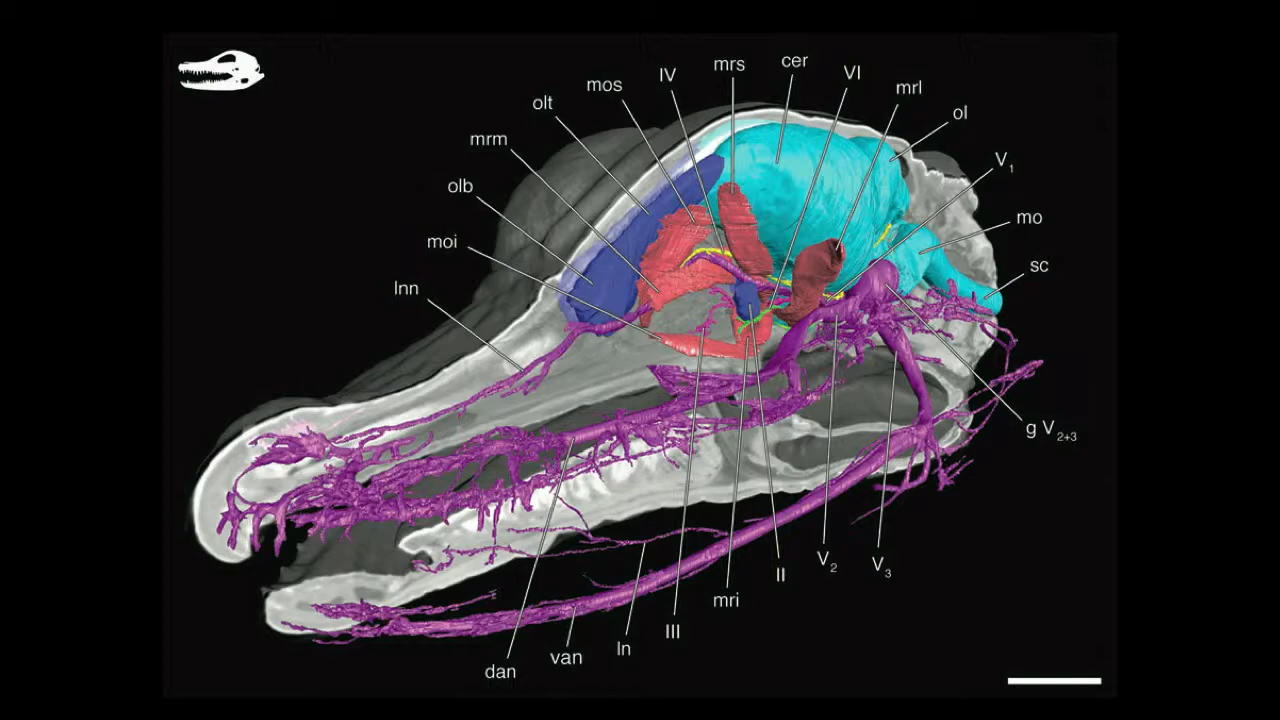 mrs
cer
IV
VI
mos
mrl
olt
ol
mrm
V1
olb
mo
moi
sc
lnn
g V2+3
V2
V3
II
mri
III
ln
van
dan